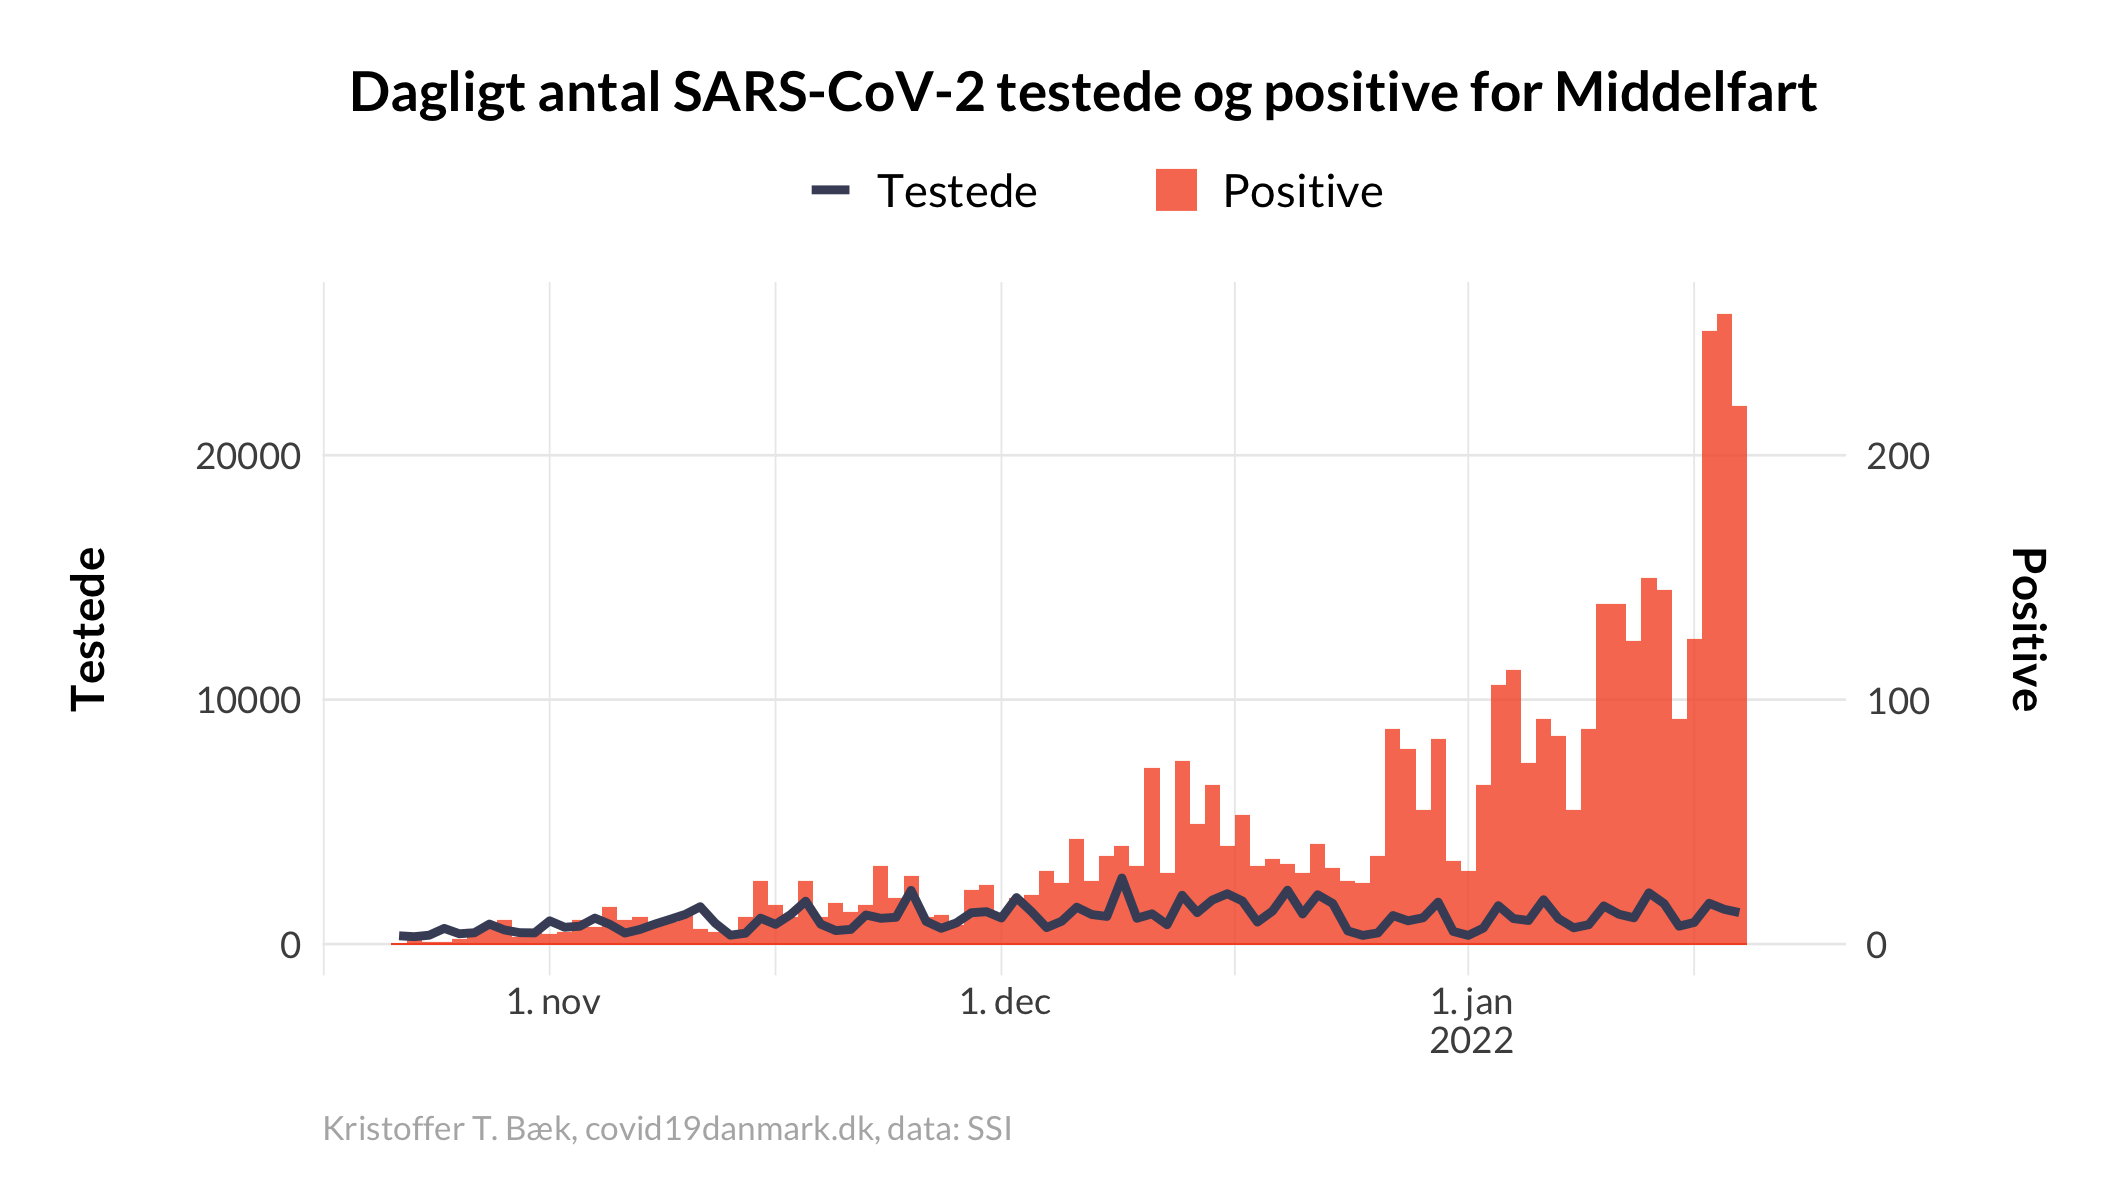 Dagligt antal SARS-CoV-2 testede og positive for Middelfart
Testede
Positive
20000
10000
0
200
100
0
Testede
Positive
1. nov
1. dec
1. jan
2022
Kristoffer T. Bæk, covid19danmark.dk, data: SSI